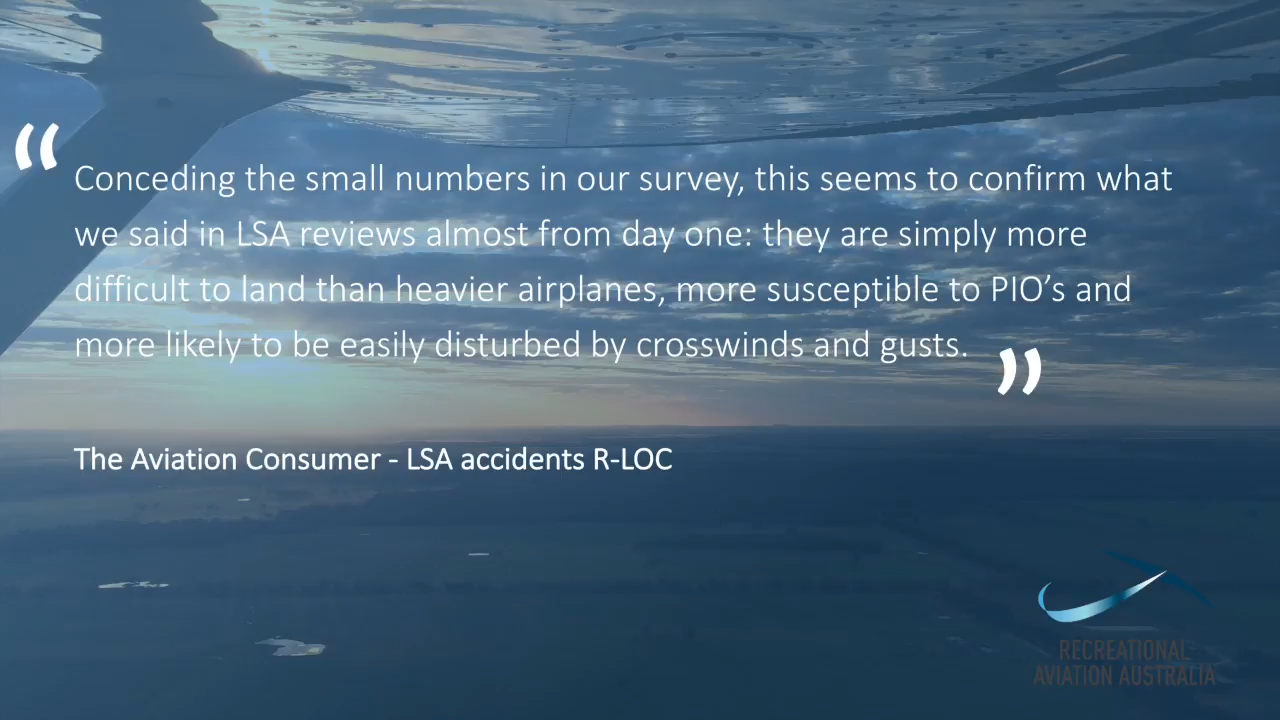 “
Conceding the small numbers in our survey, this seems to confirm what
we said in LSA reviews almost from day one: they are simply more
difficult to land than heavier airplanes, more susceptible to PIO’s and
more likely to be easily disturbed by crosswinds and gusts.
”
The Aviation Consumer - LSA accidents R-LOC
RECREATIONAL
AVIATION AUSTRALIA